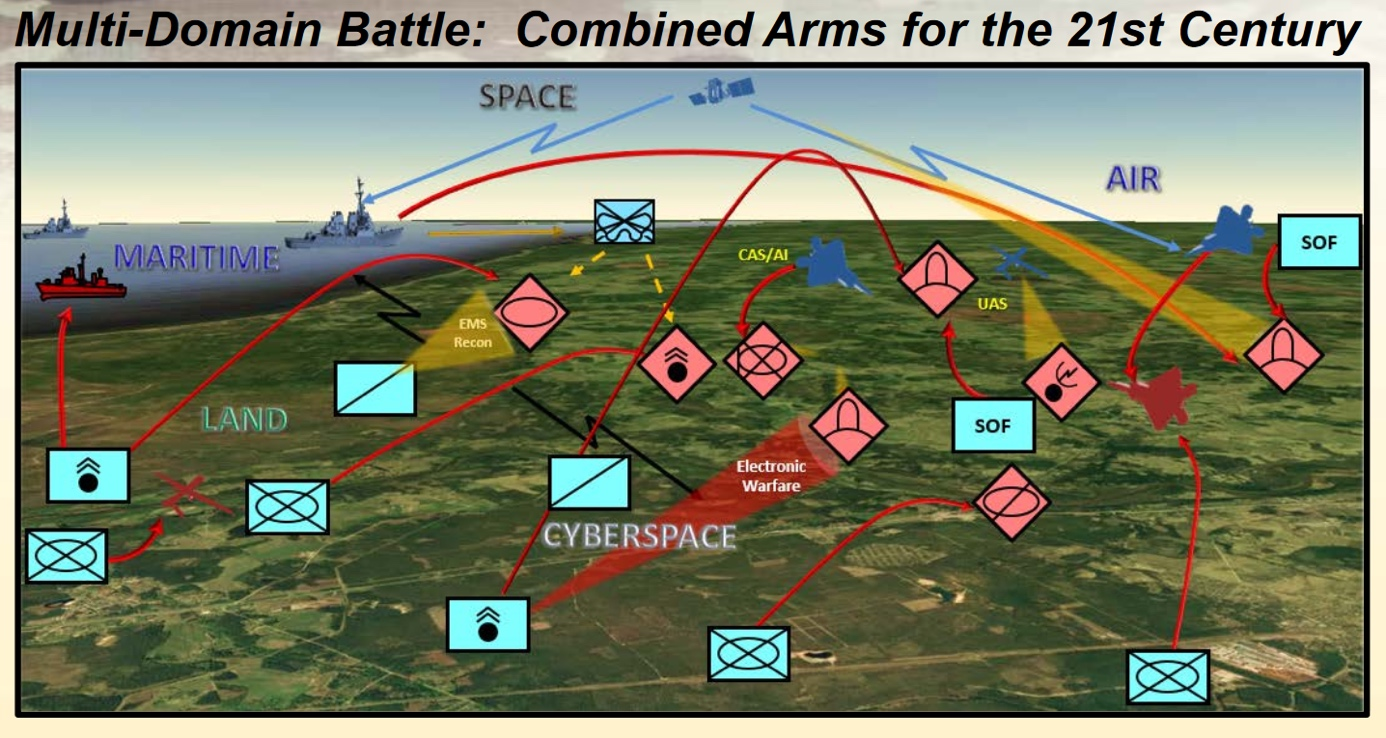 Multi-Domain Battle: Combined Arms for the 21st Century
SPACE
AIR
SOF
MARITIME
CAS/AI
UAS
EMS
Recon
LAND
SOF
Electronic
Warfare
CYBERSPACE